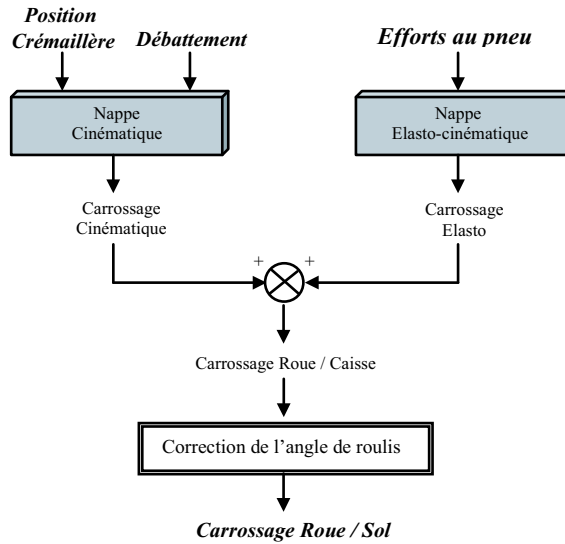 Position
Crémaillère
Débattement
Efforts au pneu
Nappe
Cinématique
Nappe
Elasto-cinématique
Carrossage
Cinématique
Carrossage
Elasto
+
+
Carrossage Roue / Caisse
Correction de l'angle de roulis
Carrossage Roue / Sol